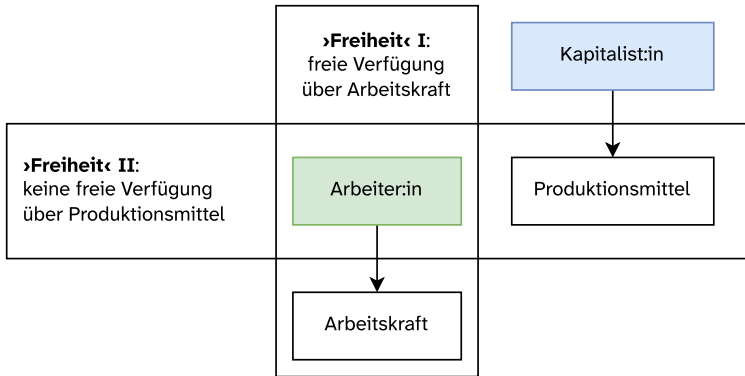 ›Freiheit‹ I:
freie Verfügung
über Arbeitskraft
Kapitalist:in
›Freiheit‹ II:
keine freie Verfügung
über Produktionsmittel
Arbeiter:in
Produktionsmittel
Arbeitskraft